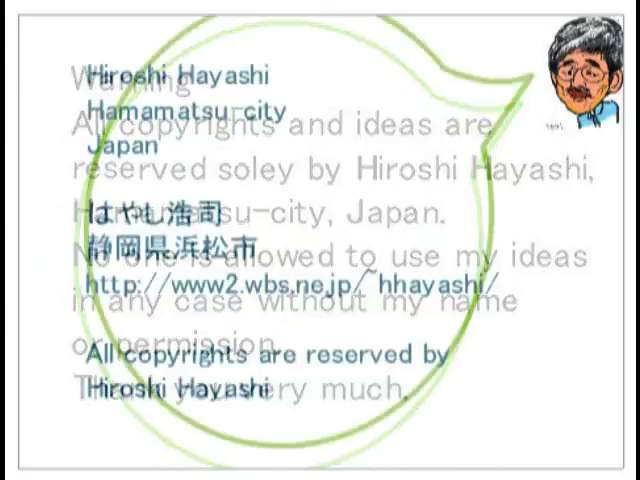 Hiroshi Hayashi
Hamamatsu-city
Japan
はやし浩司
静岡県浜松市
http://www2.wbs.ne.jp/~hhayashi/
All copyrights are reserved by
Hiroshi Hayashi
Warning
All copyrights and ideas are
reserved soley by Hiroshi Hayashi,
Hamamatsu-city, Japan.
No one is allowed to use my ideas
in any case without my name
or permission.
Thank you very much.